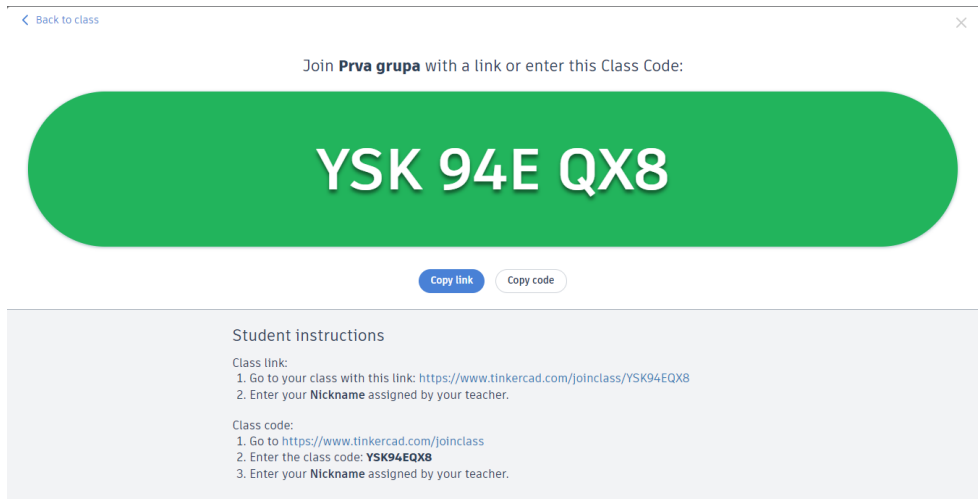 Back to class
Join Prva grupa with a link or enter this Class Code:
YSK 94E QX8
Copy link Copy code
Student instructions
Class link:
1. Go to your class with this link: https://www.tinkercad.com/joinclass/YSK94EQX8
2. Enter your Nickname assigned by your teacher.
Class code:
1. Go to https://www.tinkercad.com/joinclass
2. Enter the class code: YSK94EQX8
3. Enter your Nickname assigned by your teacher.